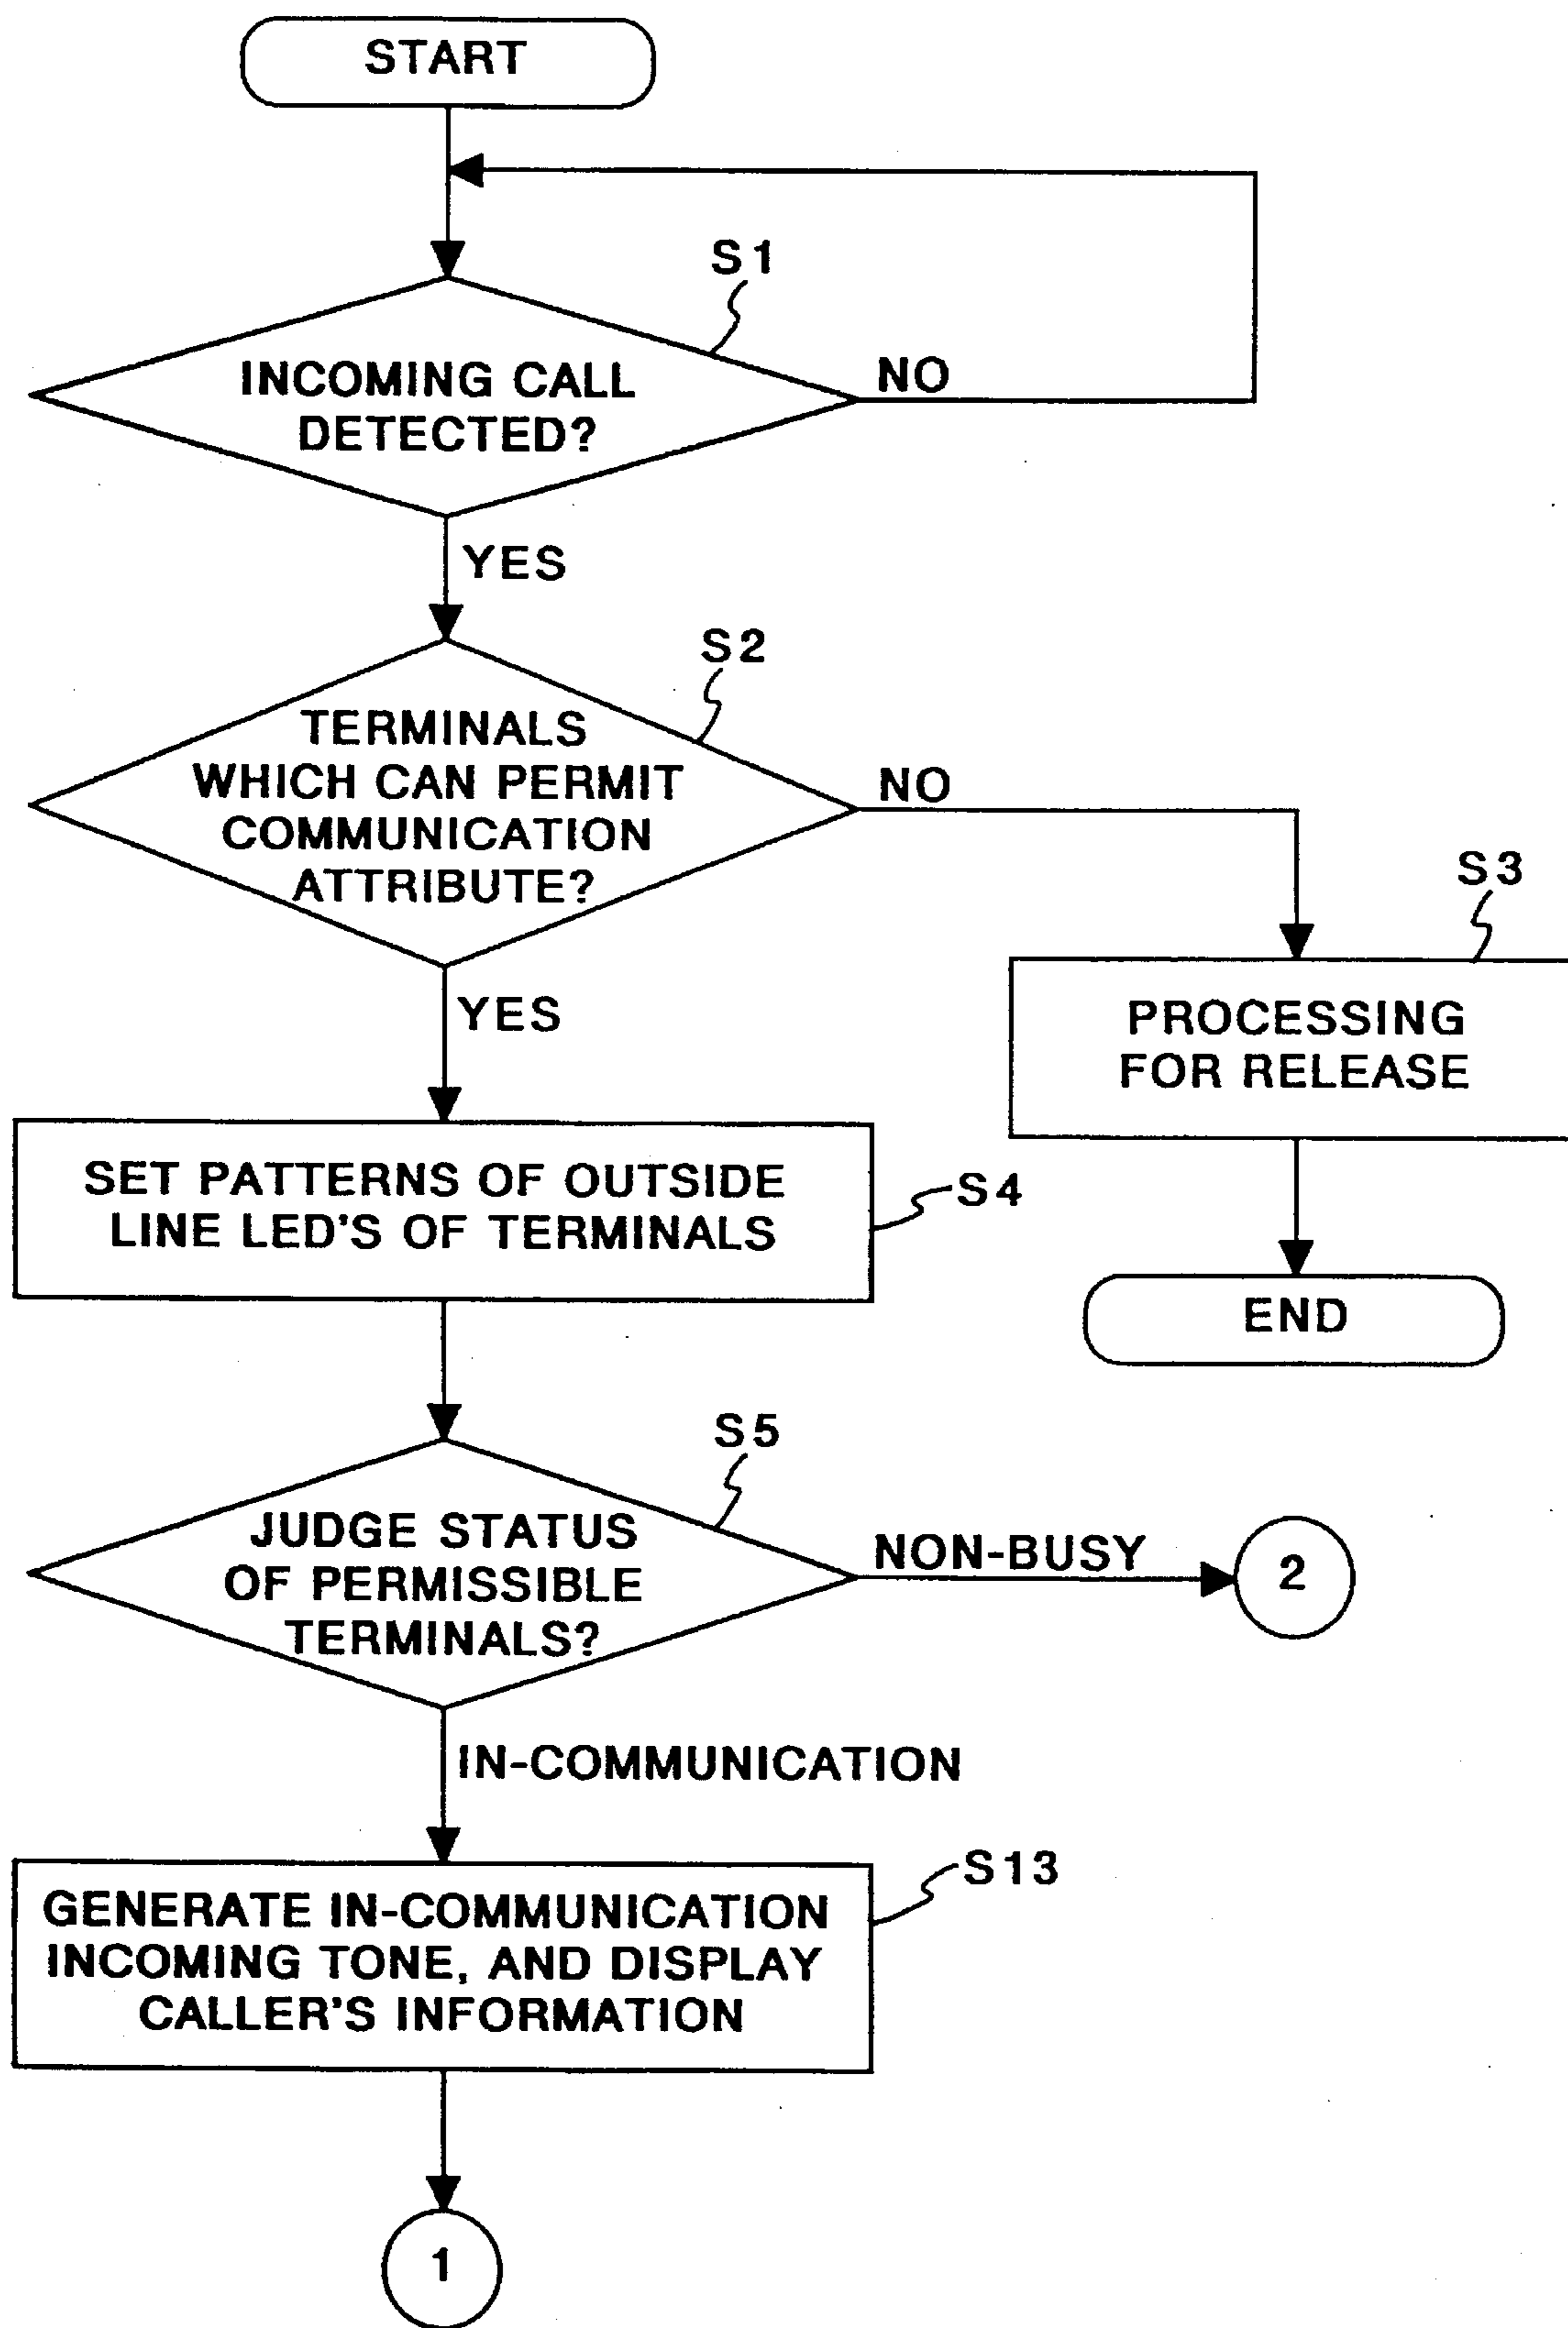 START
S1
INCOMING CALL
DETECTED?
NO
YES
S2
TERMINALS
WHICH CAN PERMIT
COMMUNICATION
ATTRIBUTE?
NO
S3
PROCESSING
FOR RELEASE
YES
SET PATTERNS OF OUTSIDE
LINE LED'S OF TERMINALS
S4
END
S5
JUDGE STATUS
OF PERMISSIBLE
TERMINALS?
NON-BUSY
2
IN-COMMUNICATION
S13
GENERATE IN-COMMUNICATION
INCOMING TONE, AND DISPLAY
CALLER'S INFORMATION
1